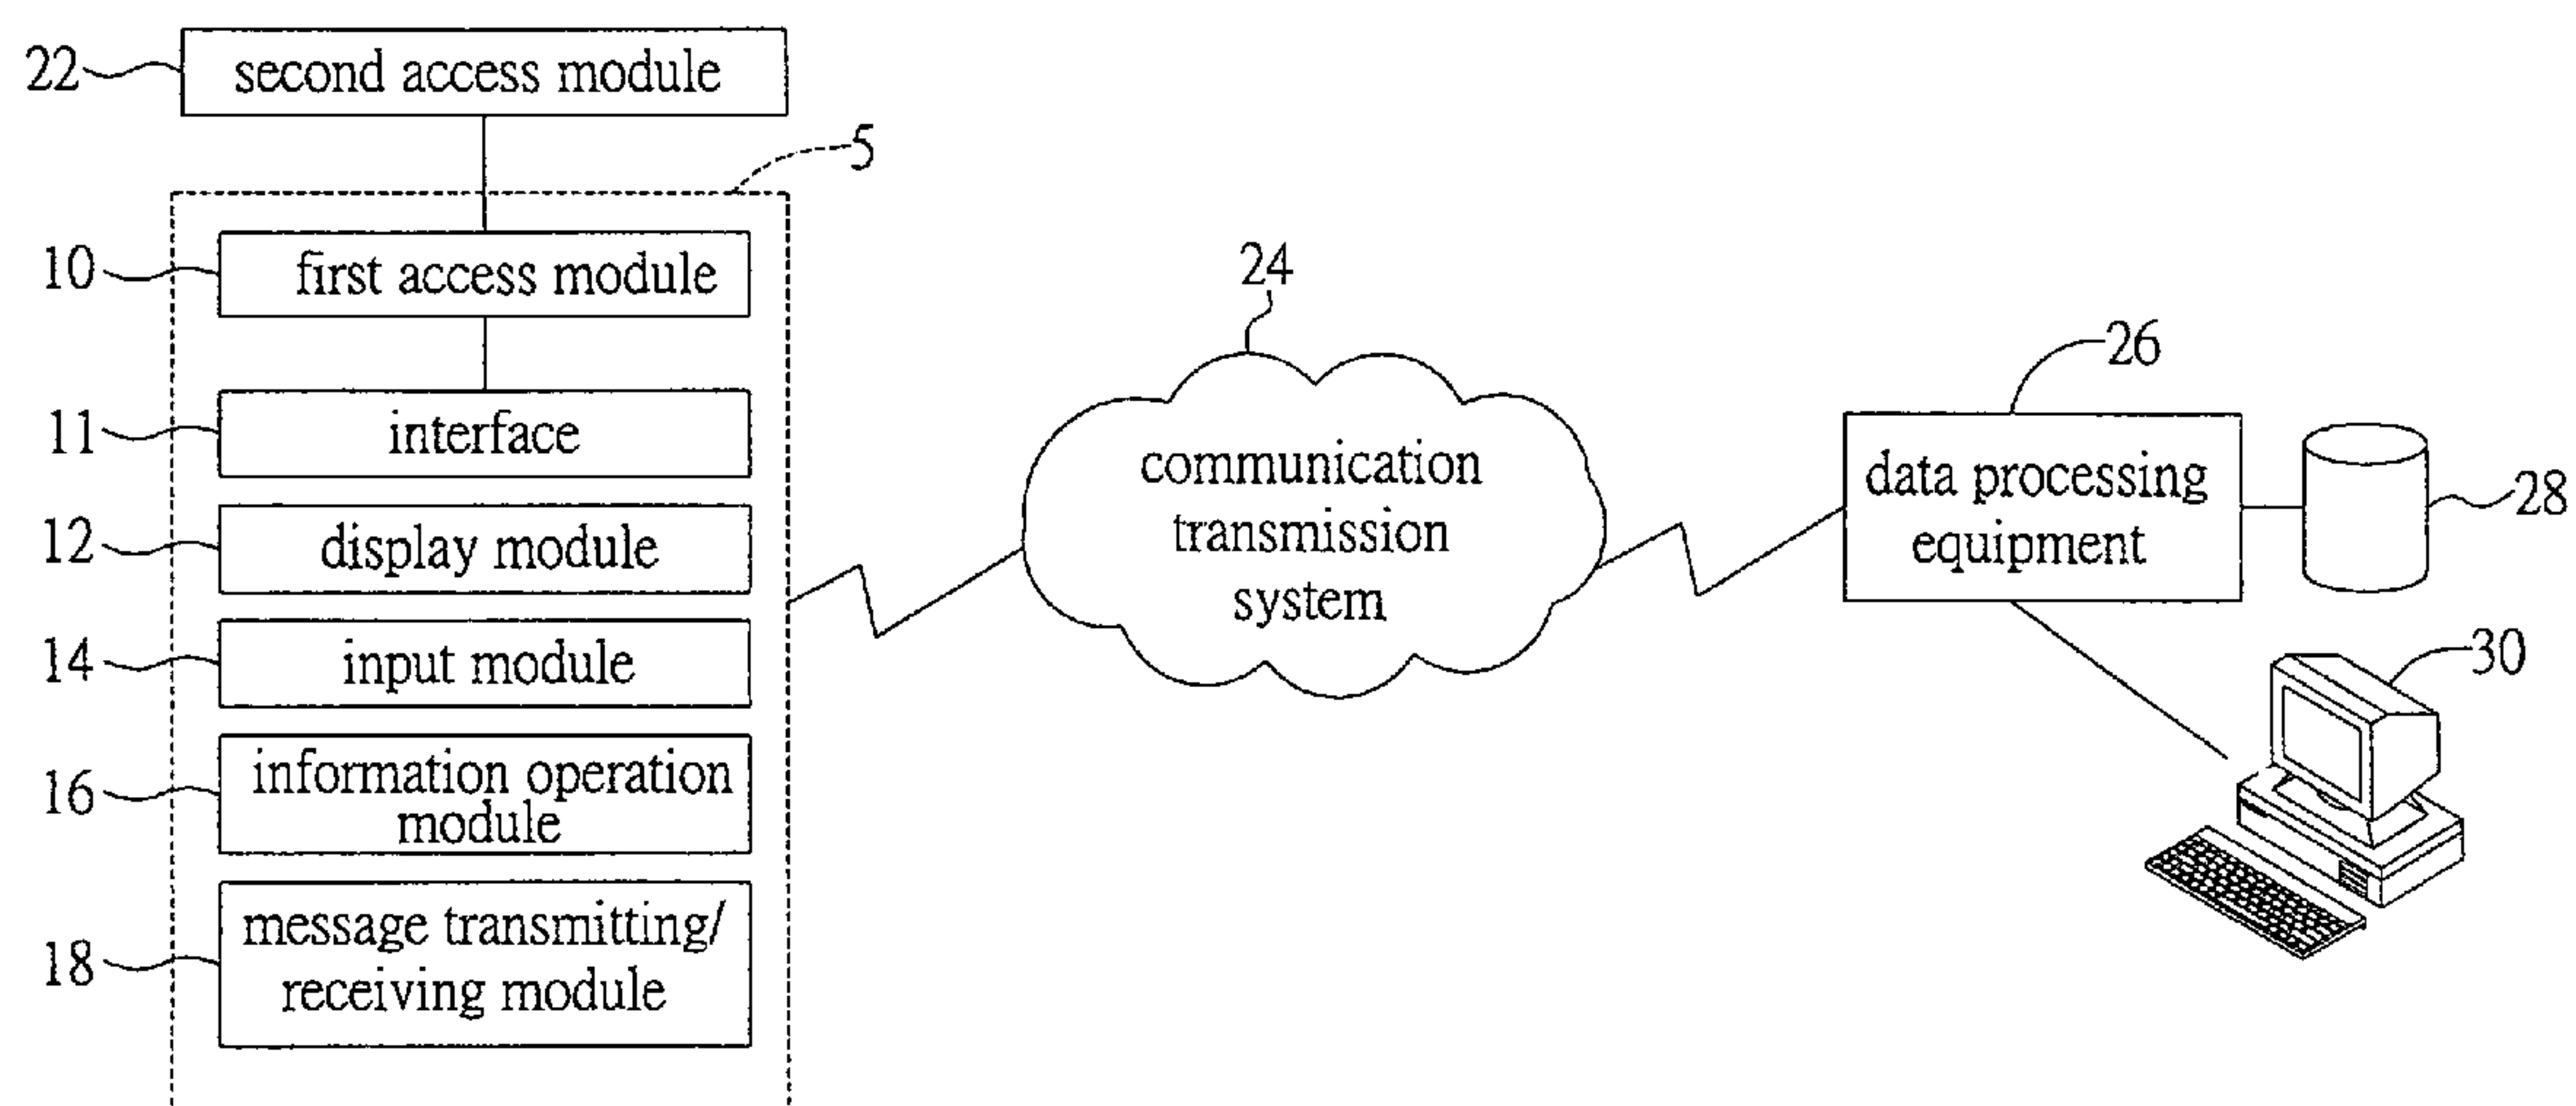 22
second access module
5
10
first access module
11
interface
12
display module
14
input module
16
information operation
module
18
message transmitting/
receiving module
24
communication
transmission
system
26
data processing
equipment
28
30